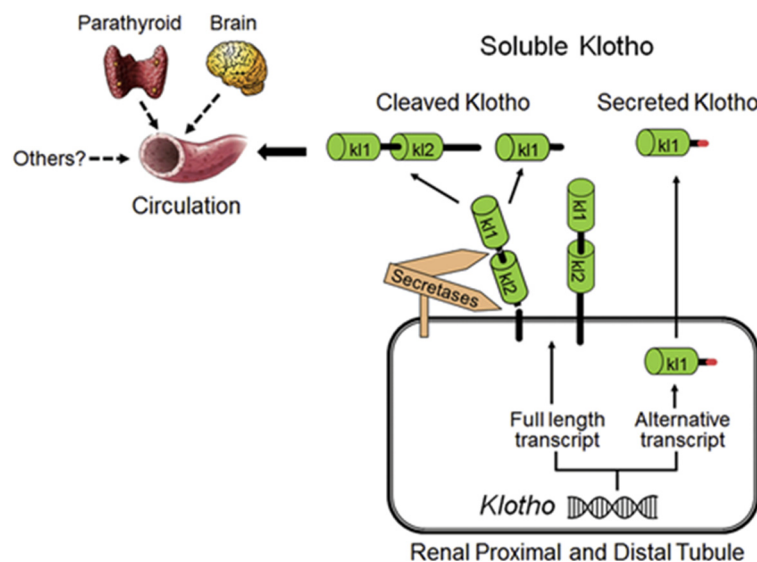 Parathyroid
Brain
Soluble Klotho
Cleaved Klotho
Secreted Klotho
kl1
kl2
kl1
kl1
Others?
Circulation
kl1
kl2
kl1
kl2
Secretases
kl1
Full length
transcript
Alternative
transcript
Klotho
Renal Proximal and Distal Tubule